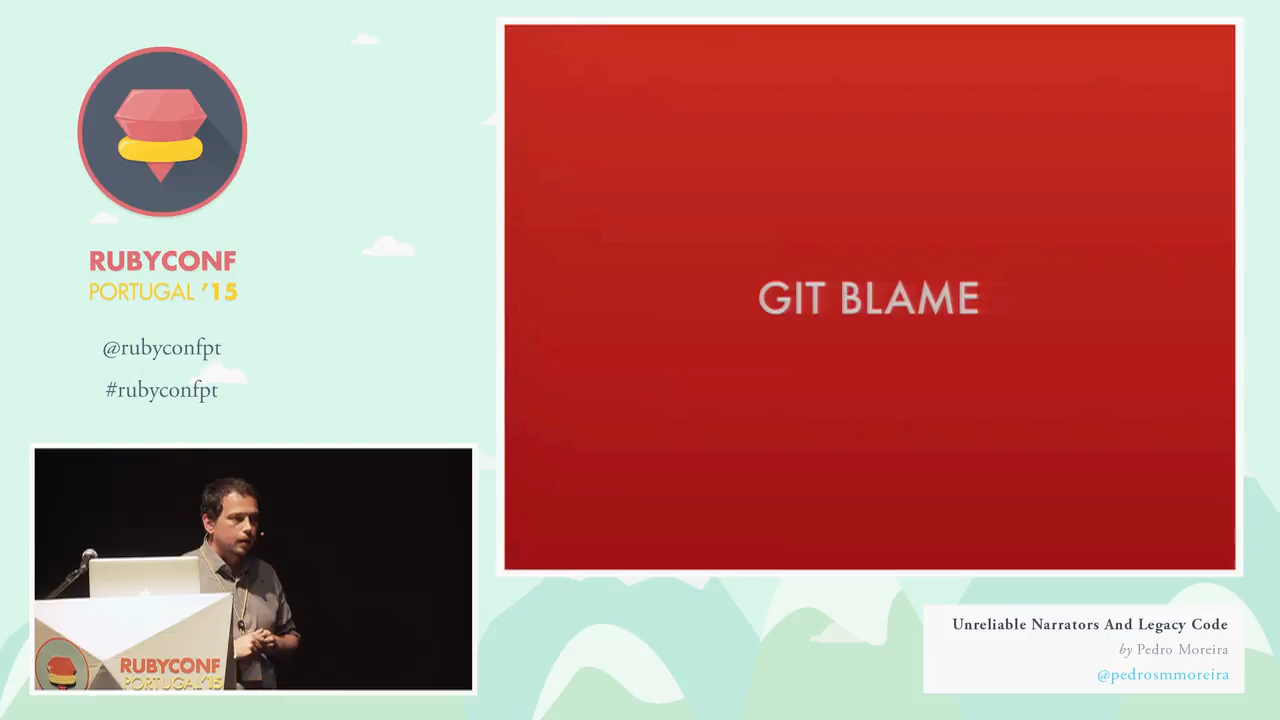 RUBYCONF
PORTUGAL '15
@rubyconfpt
#rubyconfpt
GIT BLAME
RUBYCONF
PORTUGAL'15
Unreliable Narrators And Legacy Code
by Pedro Moreira
@pedrosmmoreira